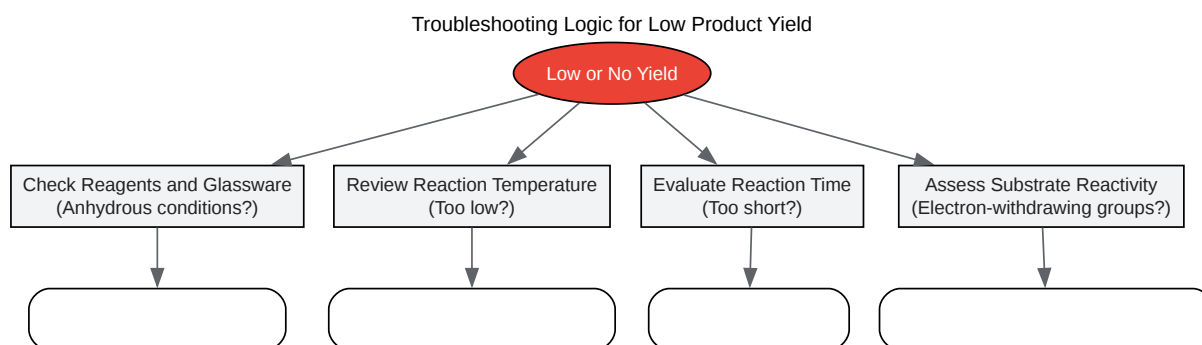 Troubleshooting Logic for Low Product Yield
Low or No Yield
Check Reagents and Glassware
(Anhydrous conditions?)
Review Reaction Temperature
(Too low?)
Evaluate Reaction Time
(Too short?)
Assess Substrate Reactivity
(Electron-withdrawing groups?)